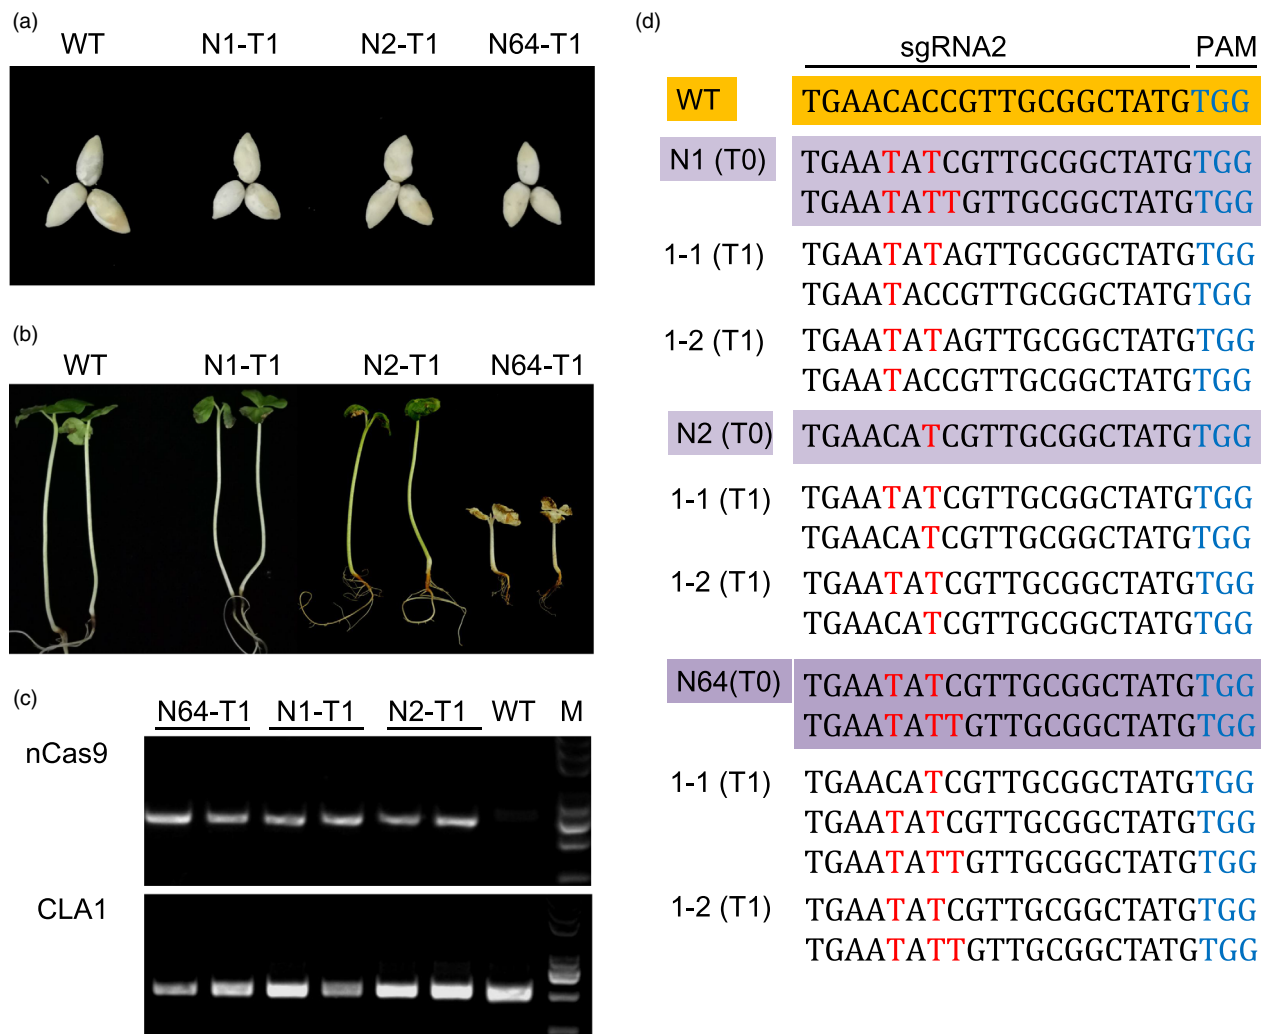 (a)
WT N1-T1 N2-T1 N64-T1
(b)
WT N1-T1 N2-T1 N64-T1
(c)
N64-T1 N1-T1 N2-T1 WT M
nCas9
CLA1
(d)
sgRNA2 PAM
WT TGAACACCGTTGCGGCTATGTGG
N1 (T0) TGAATATCGTTGCGGCTATGTGG
TGAATATTGTTGCGGCTATGTGG
1-1 (T1) TGAATATAGTTGCGGCTATGTGG
TGAATACCGTTGCGGCTATGTGG
1-2 (T1) TGAATATAGTTGCGGCTATGTGG
TGAATACCGTTGCGGCTATGTGG
N2 (T0) TGAACATCGTTGCGGCTATGTGG
1-1 (T1) TGAATATCGTTGCGGCTATGTGG
TGAACATCGTTGCGGCTATGTGG
1-2 (T1) TGAATATCGTTGCGGCTATGTGG
TGAACATCGTTGCGGCTATGTGG
N64(T0) TGAATATCGTTGCGGCTATGTGG
TGAATATTGTTGCGGCTATGTGG
1-1 (T1) TGAACATCGTTGCGGCTATGTGG
TGAATATCGTTGCGGCTATGTGG
TGAATATTGTTGCGGCTATGTGG
1-2 (T1) TGAATATCGTTGCGGCTATGTGG
TGAATATTGTTGCGGCTATGTGG